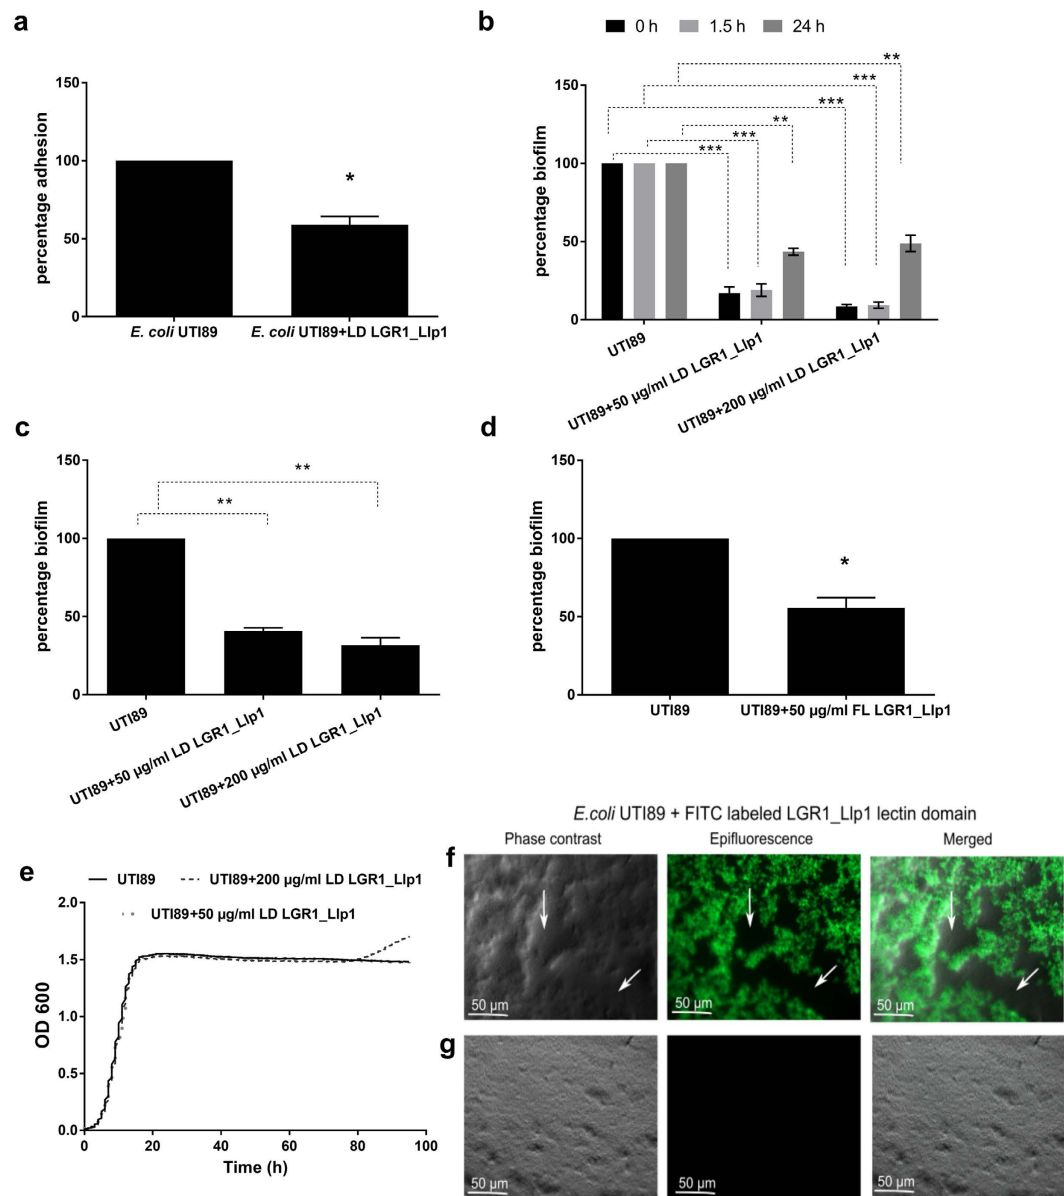 a
percentage adhesion
150
100
50
0
*
E. coli UTI89
E. coli UTI89+LD LGR1_Llp1
b
0 h
1.5 h
24 h
percentage biofilm
150
100
50
0
**
***
***
**
***
***
UTI89
UTI89+50 µg/ml LD LGR1_Llp1
UTI89+200 µg/ml LD LGR1_Llp1
c
percentage biofilm
150
100
50
0
**
**
UTI89
UTI89+50 µg/ml LD LGR1_Llp1
UTI89+200 µg/ml LD LGR1_Llp1
d
percentage biofilm
150
100
50
0
*
UTI89
UTI89+50 µg/ml FL LGR1_Llp1
e
UTI89
UTI89+200 µg/ml LD LGR1_Llp1
UTI89+50 µg/ml LD LGR1_Llp1
OD 600
2.0
1.5
1.0
0.5
0.0
0
20
40
60
80
100
Time (h)
E.coli UTI89 + FITC labeled LGR1_Llp1 lectin domain
Phase contrast
Epifluorescence
Merged
f
50 µm
50 µm
50 µm
g
50 µm
50 µm
50 µm